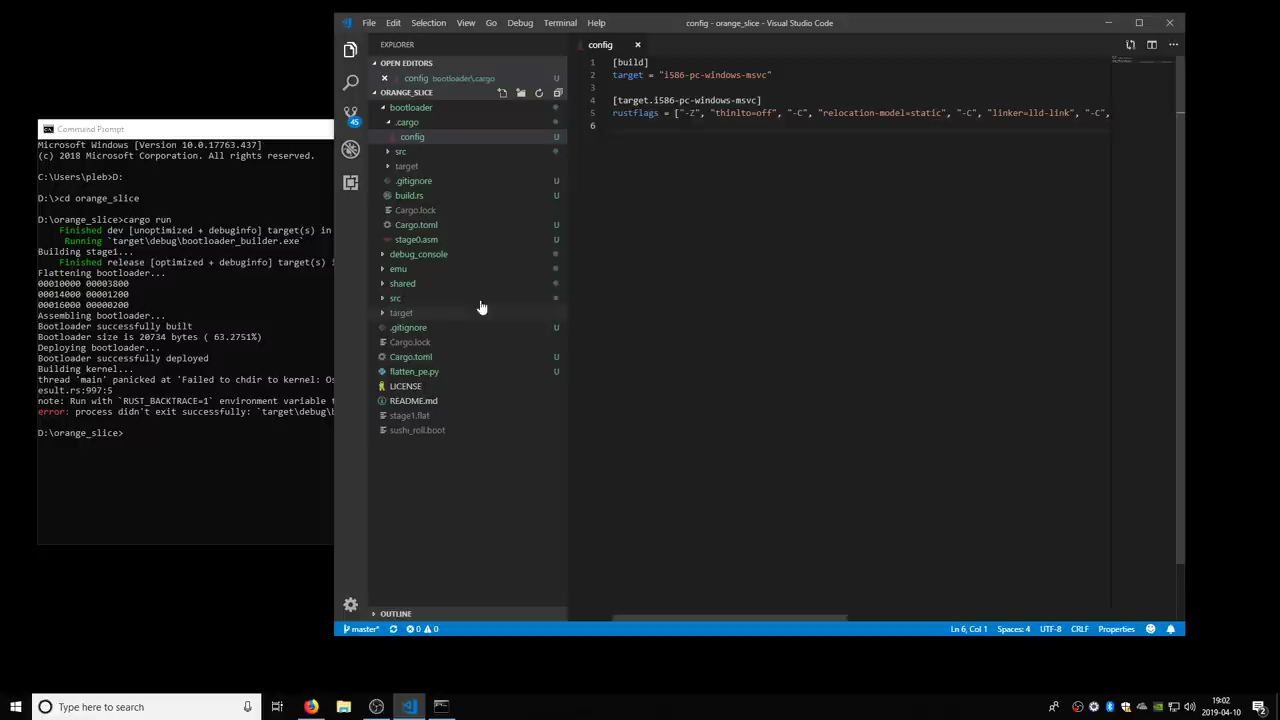 File Edit Selection View Go Debug Terminal Help
config - orange_slice - Visual Studio Code
EXPLORER
OPEN EDITORS
config bootloader\.cargo U
ORANGE_SLICE
bootloader
.cargo
config U
src
target
.gitignore U
build.rs U
Cargo.lock
Cargo.toml U
stage0.asm U
debug_console
emu
shared
src
target
.gitignore U
Cargo.lock
Cargo.toml U
flatten_pe.py U
LICENSE
README.md
stage1.flat
sushi_roll.boot
OUTLINE
45
config
1 [build]
2 target = "i586-pc-windows-msvc"
3
4 [target.i586-pc-windows-msvc]
5 rustflags = ["-Z", "thinlto=off", "-C", "relocation-model=static", "-C", "linker=lld-link", "-C",
6
master* 0 0
Ln 6, Col 1 Spaces: 4 UTF-8 CRLF Properties
Command Prompt
Microsoft Windows [Version 10.0.17763.437]
(c) 2018 Microsoft Corporation. All rights reserved.
C:\Users\pleb>D:
D:\>cd orange_slice
D:\orange_slice>cargo run
Finished dev [unoptimized + debuginfo] target(s) in
Running `target\debug\bootloader_builder.exe`
Building stage1...
Finished release [optimized + debuginfo] target(s) i
Flattening bootloader...
00010000 00003800
00014000 00001200
00016000 00000200
Assembling bootloader...
Bootloader successfully built
Bootloader size is 20734 bytes ( 63.2751%)
Deploying bootloader...
Bootloader successfully deployed
Building kernel...
thread 'main' panicked at 'Failed to chdir to kernel: Os
esult.rs:997:5
note: Run with `RUST_BACKTRACE=1` environment variable t
error: process didn't exit successfully: `target\debug\b
D:\orange_slice>
Type here to search
19:02
2019-04-10
2